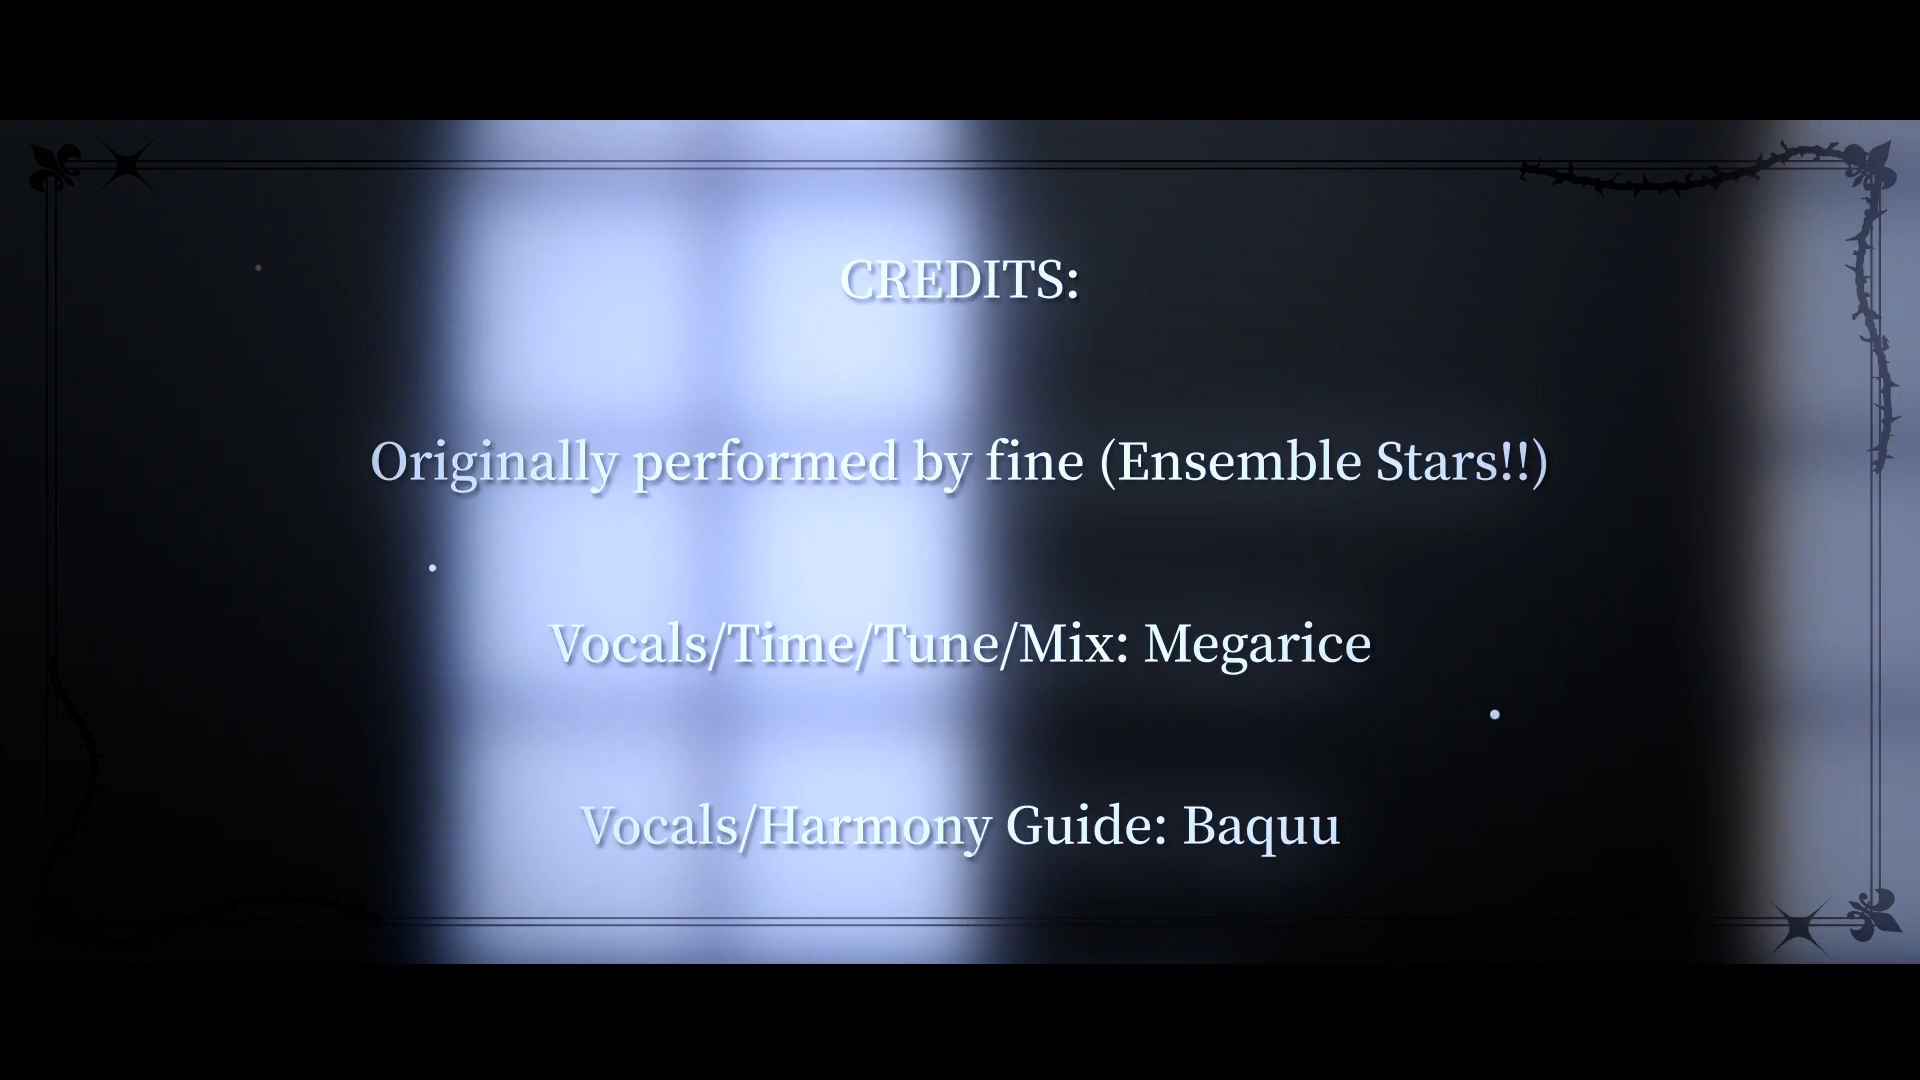 CREDITS:
Originally performed by fine (Ensemble Stars!!)
Vocals/Time/Tune/Mix: Megarice
Vocals/Harmony Guide: Baquu